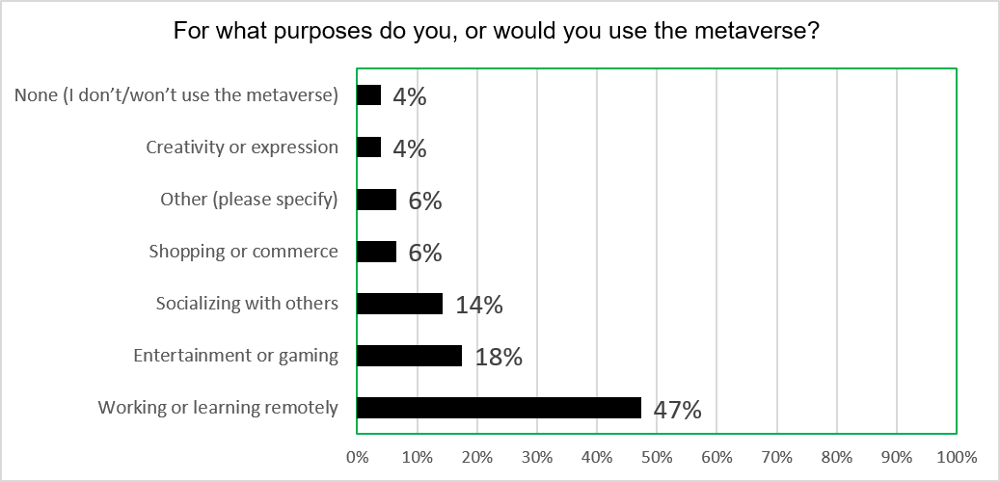 For what purposes do you, or would you use the metaverse?
None (I don’t/won’t use the metaverse) 4%
Creativity or expression 4%
Other (please specify) 6%
Shopping or commerce 6%
Socializing with others 14%
Entertainment or gaming 18%
Working or learning remotely 47%
0% 10% 20% 30% 40% 50% 60% 70% 80% 90% 100%